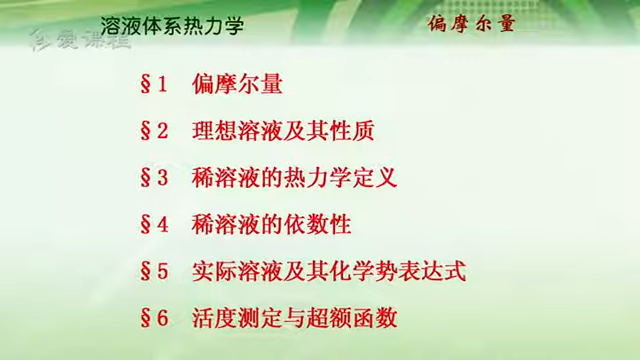 溶液体系热力学
偏摩尔量
爱课程
§1 偏摩尔量
§2 理想溶液及其性质
§3 稀溶液的热力学定义
§4 稀溶液的依数性
§5 实际溶液及其化学势表达式
§6 活度测定与超额函数